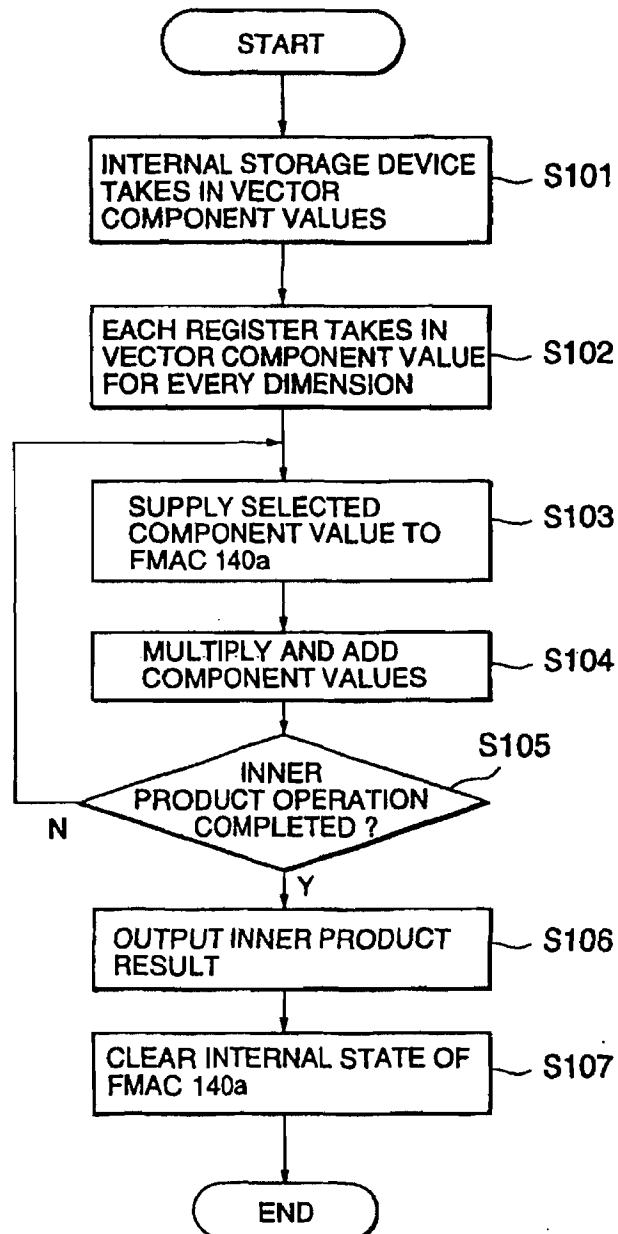 START
INTERNAL STORAGE DEVICE
TAKES IN VECTOR
COMPONENT VALUES
S101
EACH REGISTER TAKES IN
VECTOR COMPONENT VALUE
FOR EVERY DIMENSION
S102
SUPPLY SELECTED
COMPONENT VALUE TO
FMAC 140a
S103
MULTIPLY AND ADD
COMPONENT VALUES
S104
S105
INNER
PRODUCT OPERATION
COMPLETED ?
N
Y
OUTPUT INNER PRODUCT
RESULT
S106
CLEAR INTERNAL STATE OF
FMAC 140a
S107
END